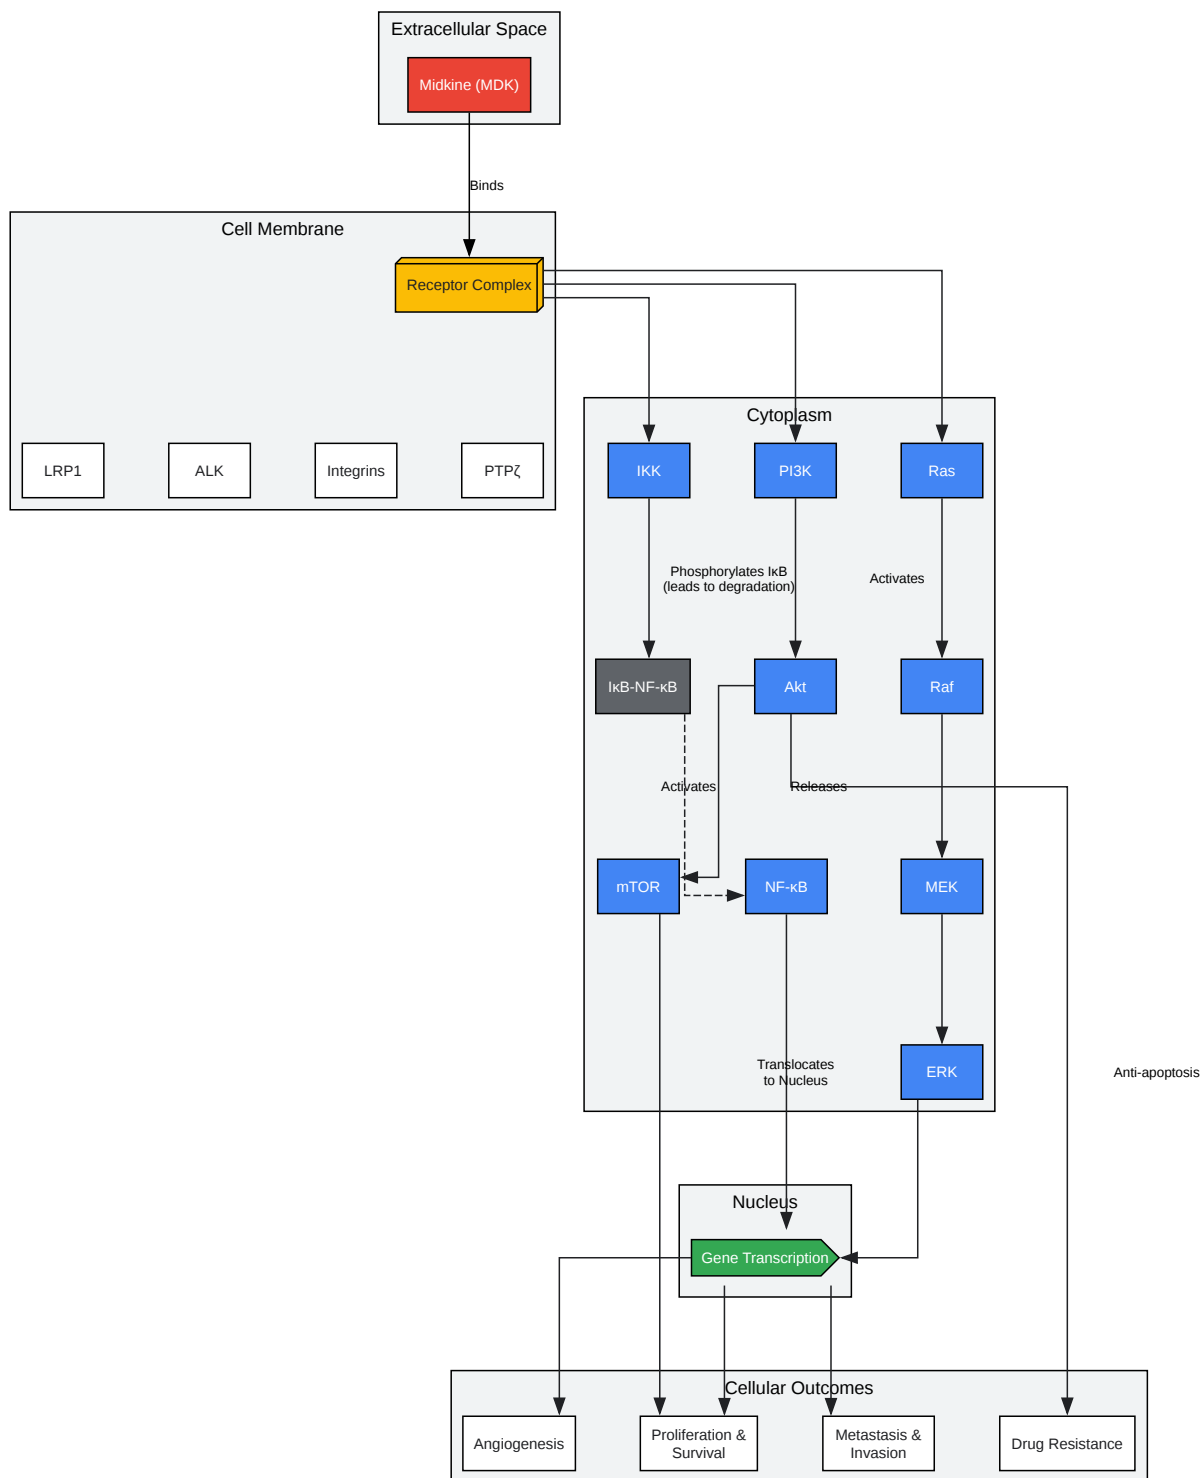 Extracellular Space
Midkine (MDK)
Binds
Cell Membrane
Receptor Complex
LRP1
ALK
Integrins
PTPζ
Cytoplasm
IKK
PI3K
Ras
Phosphorylates IκB
(leads to degradation)
Activates
IκB-NF-κB
Akt
Raf
Activates
Releases
mTOR
NF-κB
MEK
Translocates
to Nucleus
ERK
Anti-apoptosis
Nucleus
Gene Transcription
Cellular Outcomes
Angiogenesis
Proliferation &
Survival
Metastasis &
Invasion
Drug Resistance